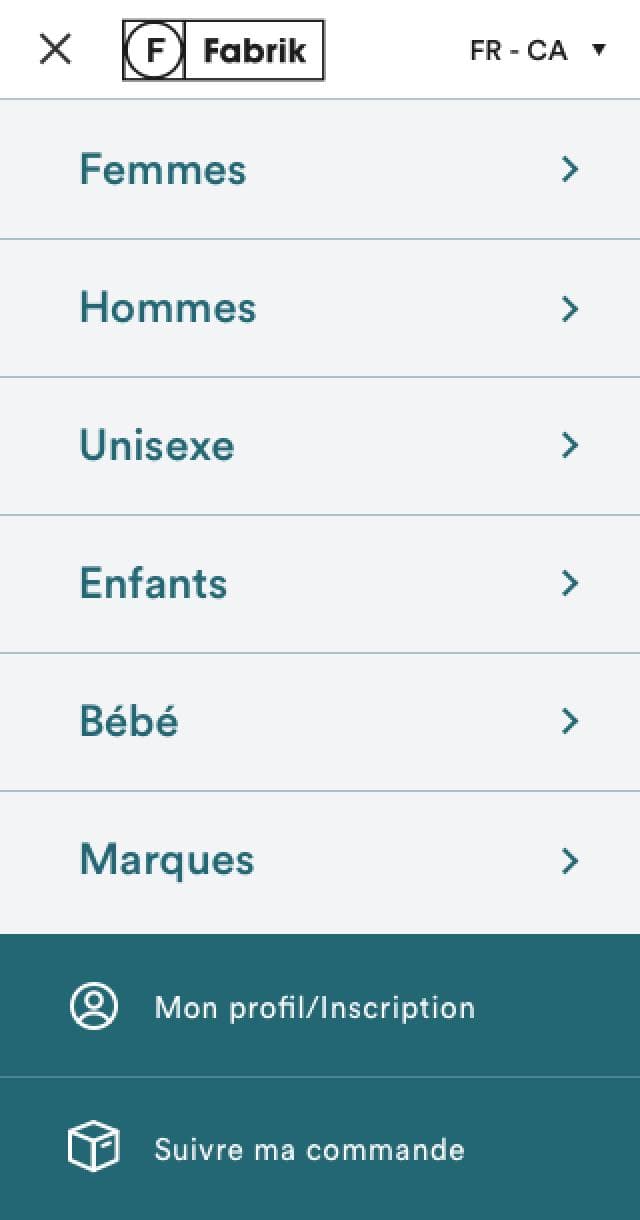 F Fabrik FR - CA
Femmes
Hommes
Unisexe
Enfants
Bébé
Marques
Mon profil/Inscription
Suivre ma commande